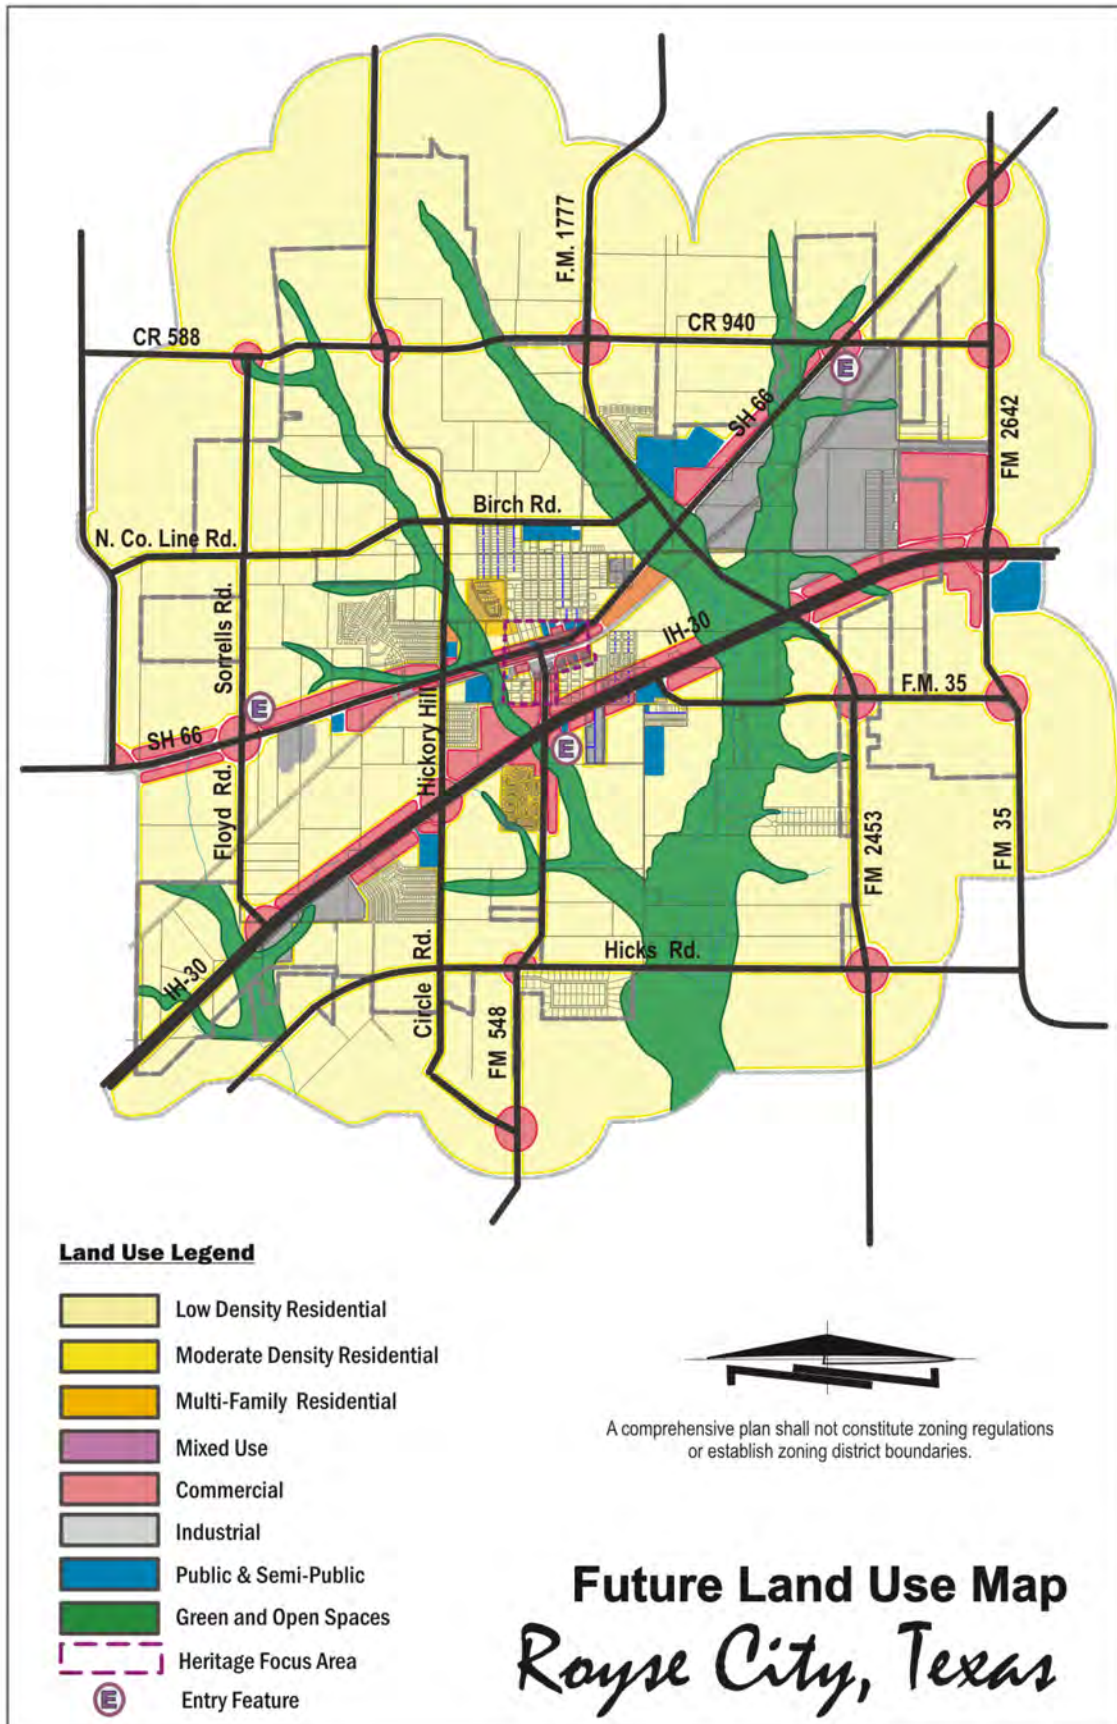 F.M. 1777
CR 588
CR 940
E
SH 66
FM 2642
Birch Rd.
N. Co. Line Rd.
Sorrells Rd.
IH-30
F.M. 35
E
SH 66
Hickory Hill
E
Floyd Rd.
FM 2453
FM 35
IH-30
Hicks Rd.
Circle Rd.
FM 548
Land Use Legend
Low Density Residential
Moderate Density Residential
Multi-Family Residential
Mixed Use
Commercial
Industrial
Public & Semi-Public
Green and Open Spaces
Heritage Focus Area
E Entry Feature
A comprehensive plan shall not constitute zoning regulations
or establish zoning district boundaries.
Future Land Use Map
Royse City, Texas